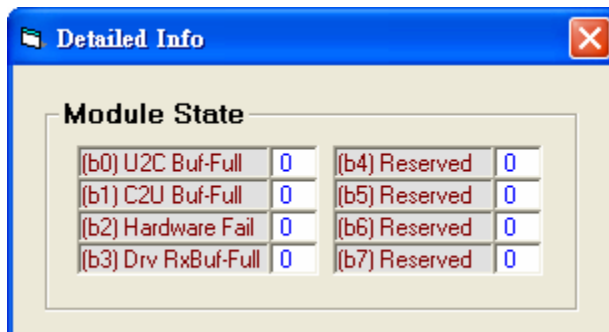 Detailed Info
Module State
(b0) U2C Buf-Full 0 (b4) Reserved 0
(b1) C2U Buf-Full 0 (b5) Reserved 0
(b2) Hardware Fail 0 (b6) Reserved 0
(b3) Drv RxBuf-Full 0 (b7) Reserved 0